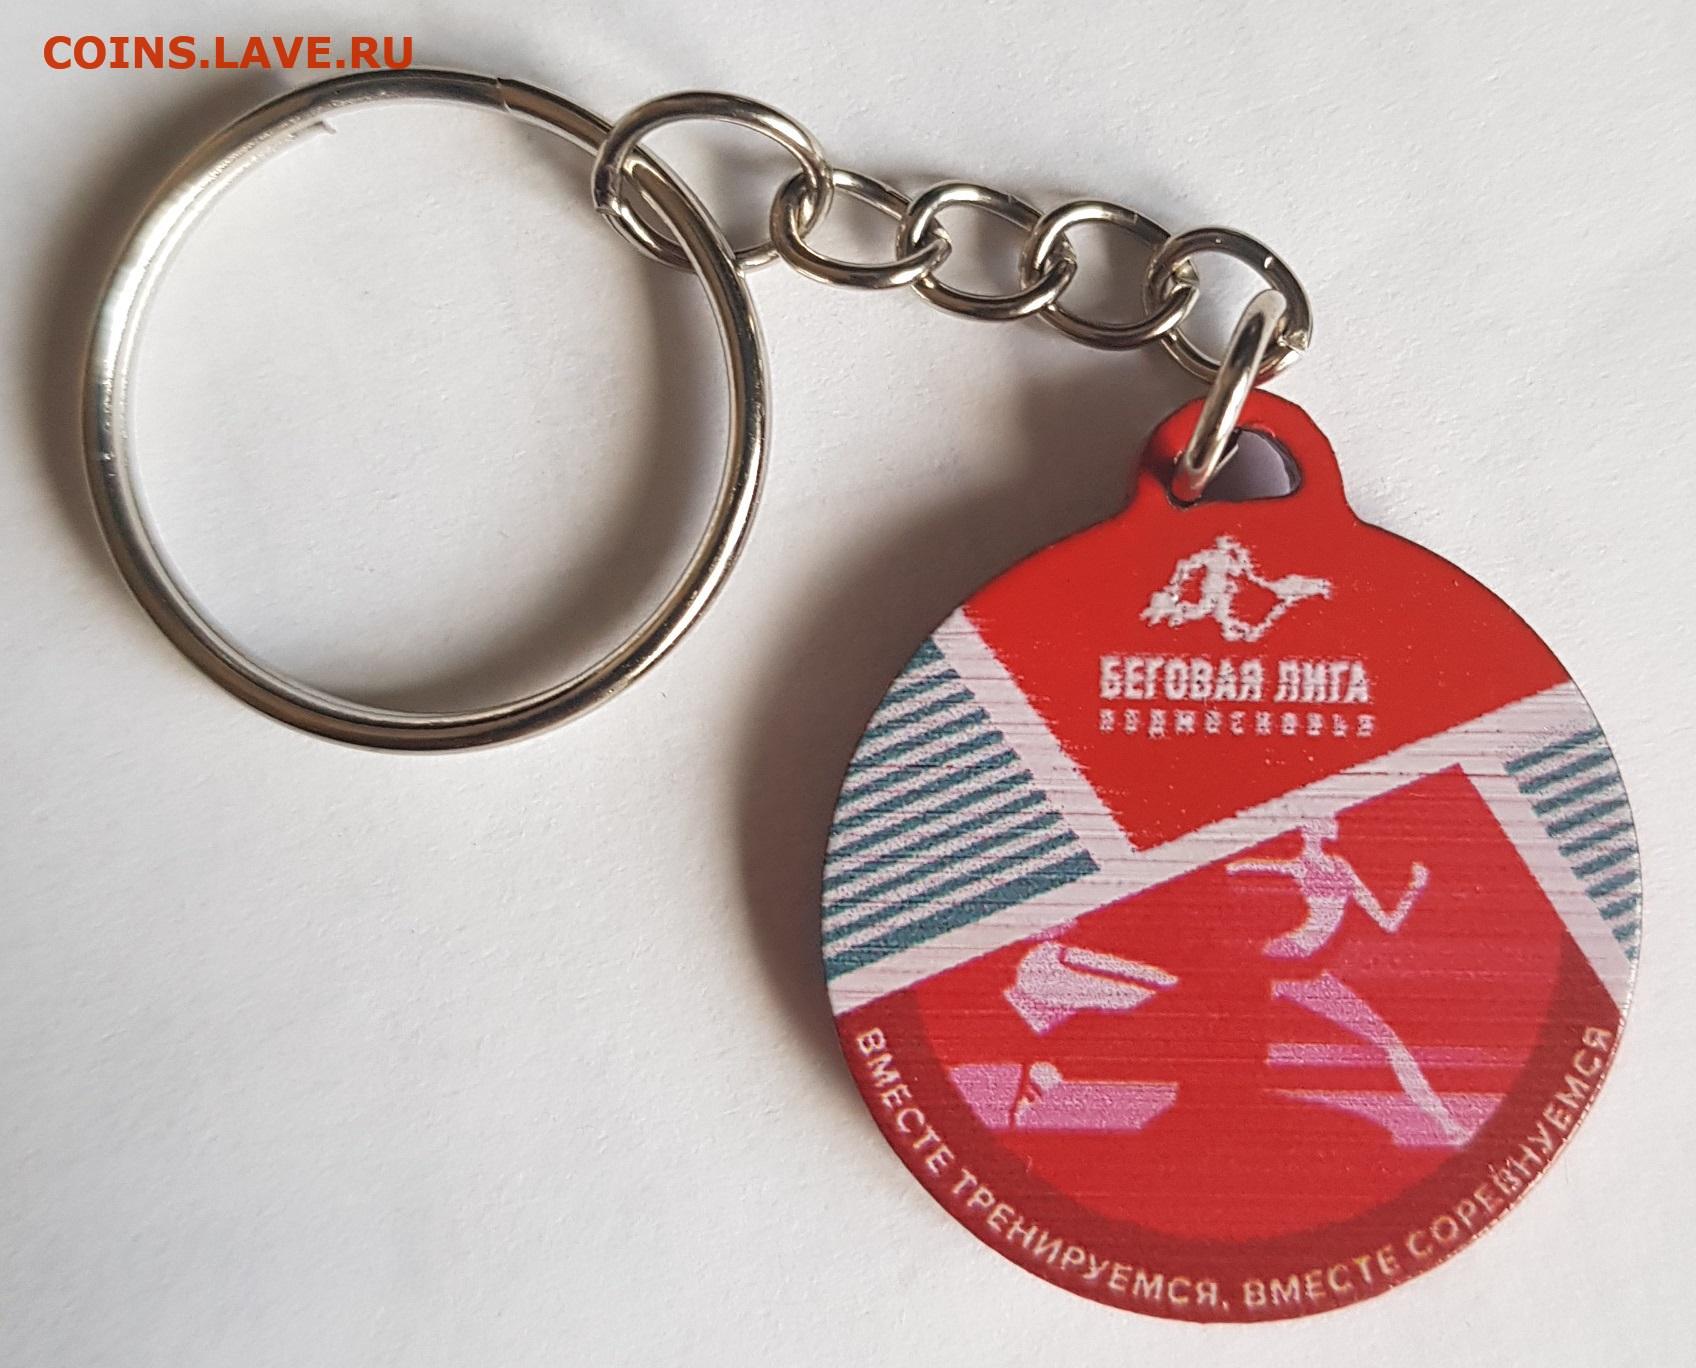 COINS.LAVE.RU
БЕГОВАЯ ЛИГА
ПОДМОСКОВЬЯ
ВМЕСТЕ ТРЕНИРУЕМСЯ, ВМЕСТЕ СОРЕВНУЕМСЯ